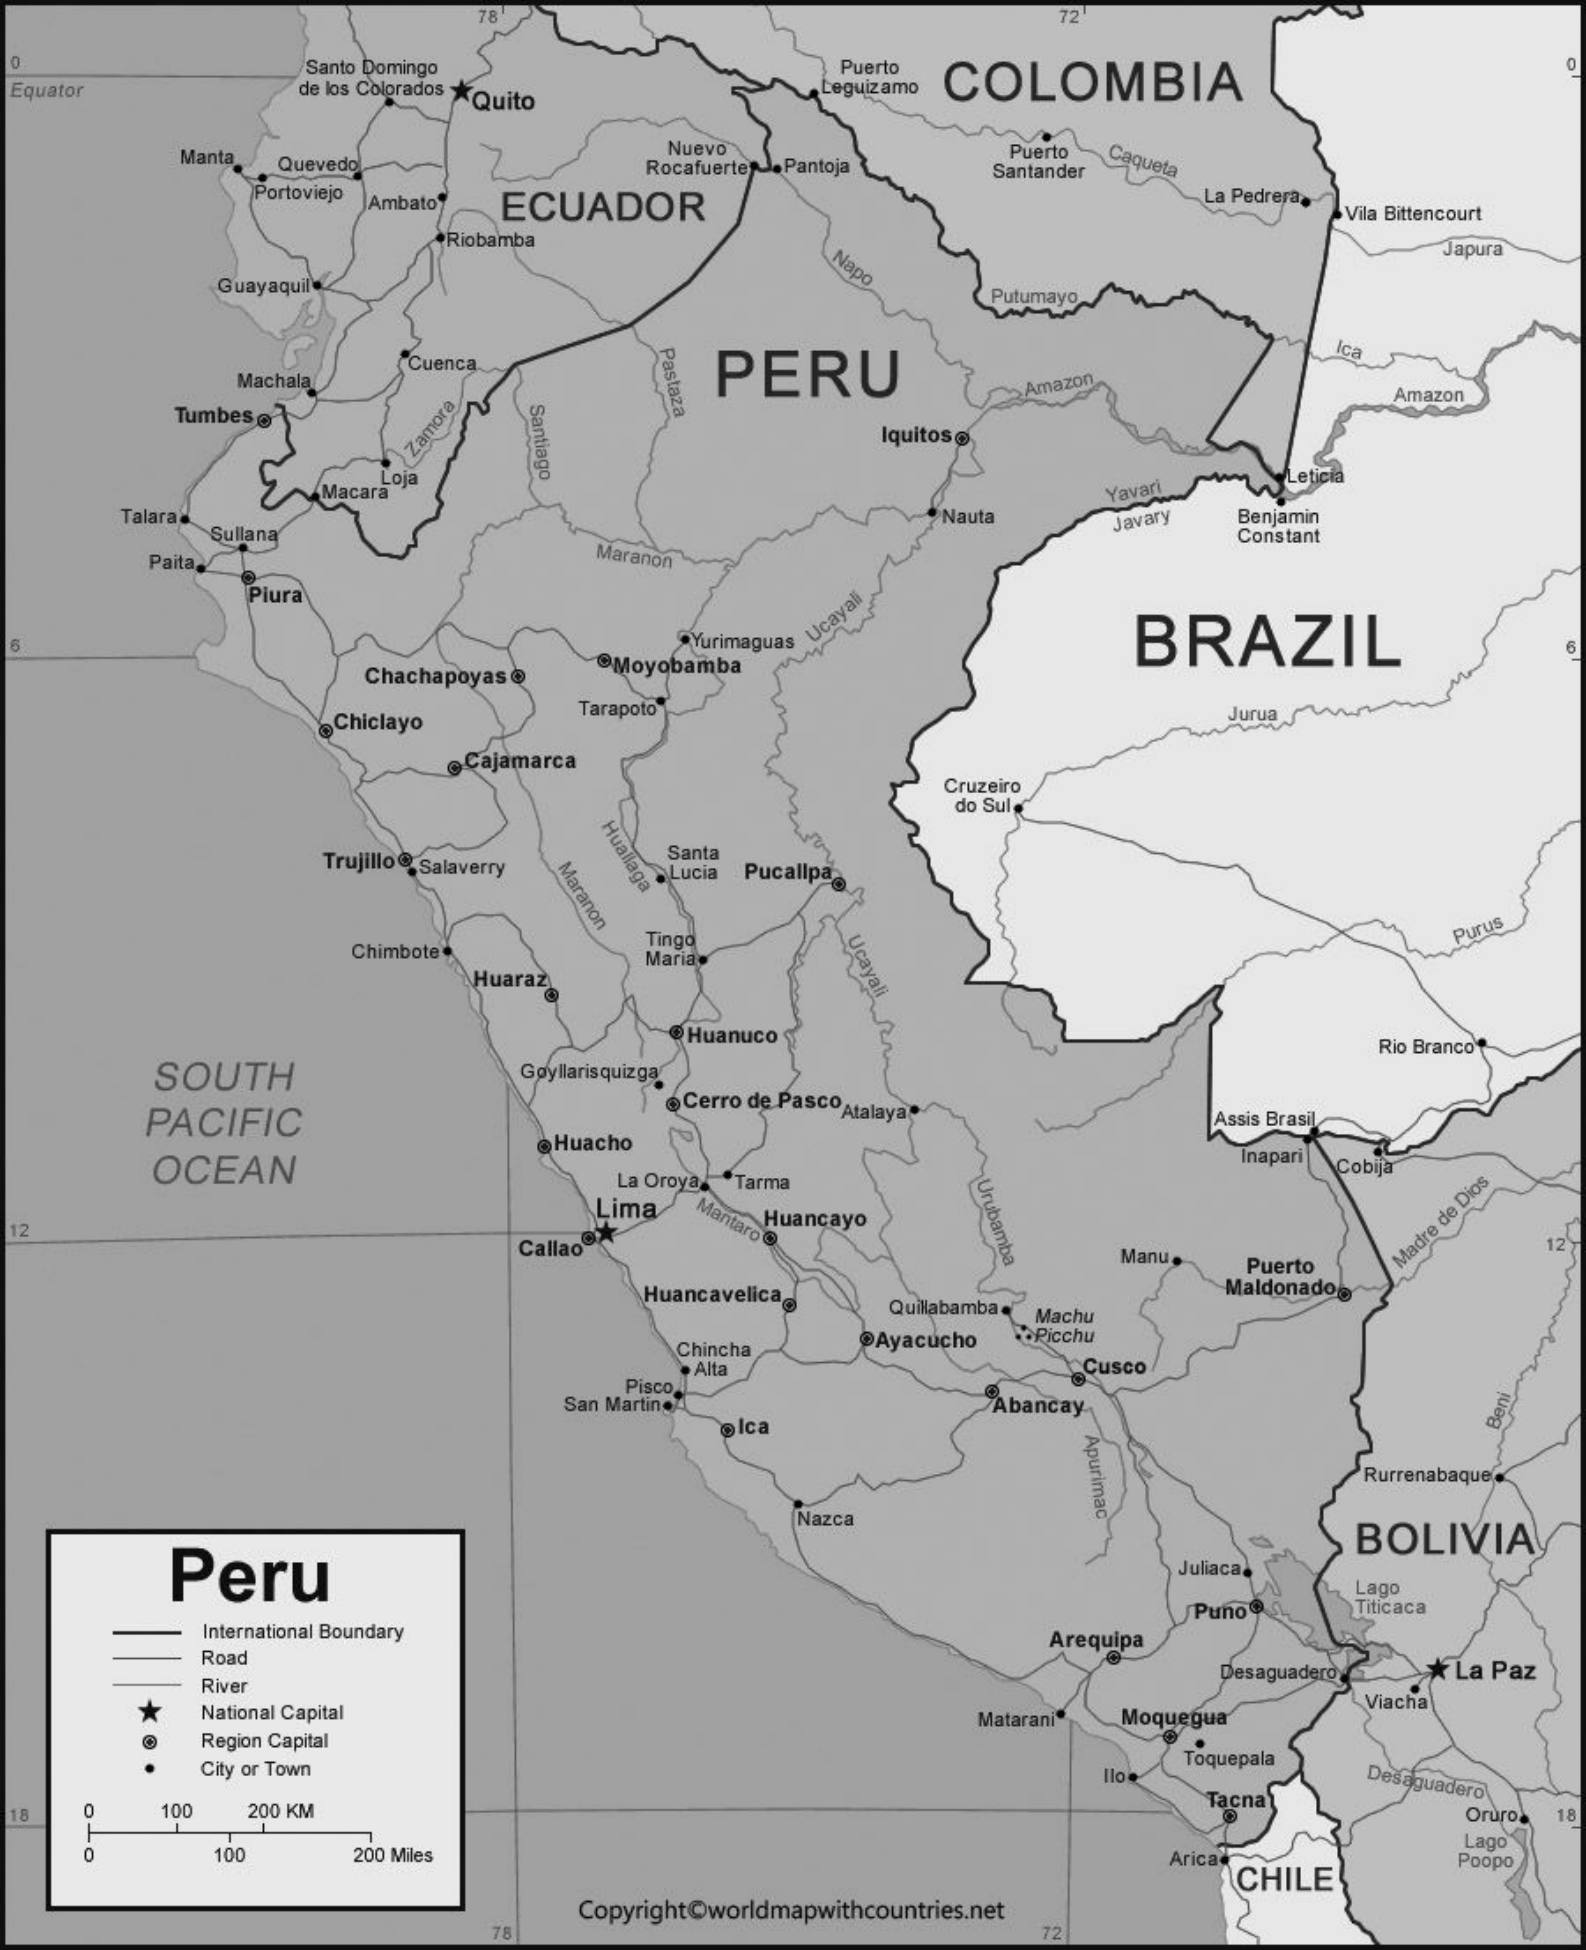 78
72
0
Equator
0
Santo Domingo
de los Colorados
Quito
Puerto
Leguizamo
COLOMBIA
Manta
Quevedo
Portoviejo
Ambato
ECUADOR
Nuevo
Rocafuerte
Pantoja
Puerto
Santander
Caqueta
La Pedrera
Vila Bittencourt
Japura
Riobamba
Guayaquil
Napo
Putumayo
Cuenca
Machala
Tumbes
Zamora
Santiago
Pastaza
PERU
Amazon
Ica
Amazon
Iquitos
Loja
Macara
Leticia
Yavari
Javary
Benjamin
Constant
Talara
Sullana
Nauta
Paita
Piura
Maranon
Ucayali
6
6
Yurimaguas
Moyobamba
Chachapoyas
Tarapoto
BRAZIL
Jurua
Chiclayo
Cajamarca
Cruzeiro
do Sul
Trujillo
Salaverry
Huallaga
Santa
Lucia
Pucallpa
Maranon
Purus
Chimbote
Tingo
Maria
Ucayali
Huaraz
Huanuco
Rio Branco
Goyllarisquizga
Cerro de Pasco
Atalaya
SOUTH
PACIFIC
OCEAN
Assis Brasil
Inapari
Cobija
Huacho
La Oroya
Tarma
Urubamba
Madre de Dios
12
12
Lima
Callao
Mantaro
Huancayo
Manu
Puerto
Maldonado
Huancavelica
Quillabamba
Machu
Picchu
Ayacucho
Chincha
Alta
Cusco
Pisco
San Martin
Abancay
Ica
Apurimac
Beni
Rurrenabaque
Nazca
BOLIVIA
Juliaca
Lago
Titicaca
Puno
Arequipa
Desaguadero
La Paz
Viacha
Matarani
Moquegua
Toquepala
Ilo
Desaguadero
Tacna
18
18
Oruro
Lago
Poopo
Arica
CHILE
Peru
International Boundary
Road
River
National Capital
Region Capital
City or Town
0 100 200 KM
0 100 200 Miles
Copyright©worldmapwithcountries.net
78
72